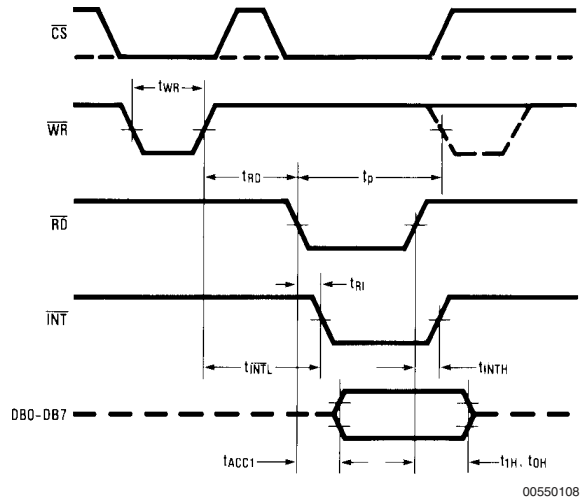 CS
tWR
WR
tRD
tP
RD
tRI
INT
tINTL
tINTH
DB0-DB7
tACC1
t1H, t0H
00550108